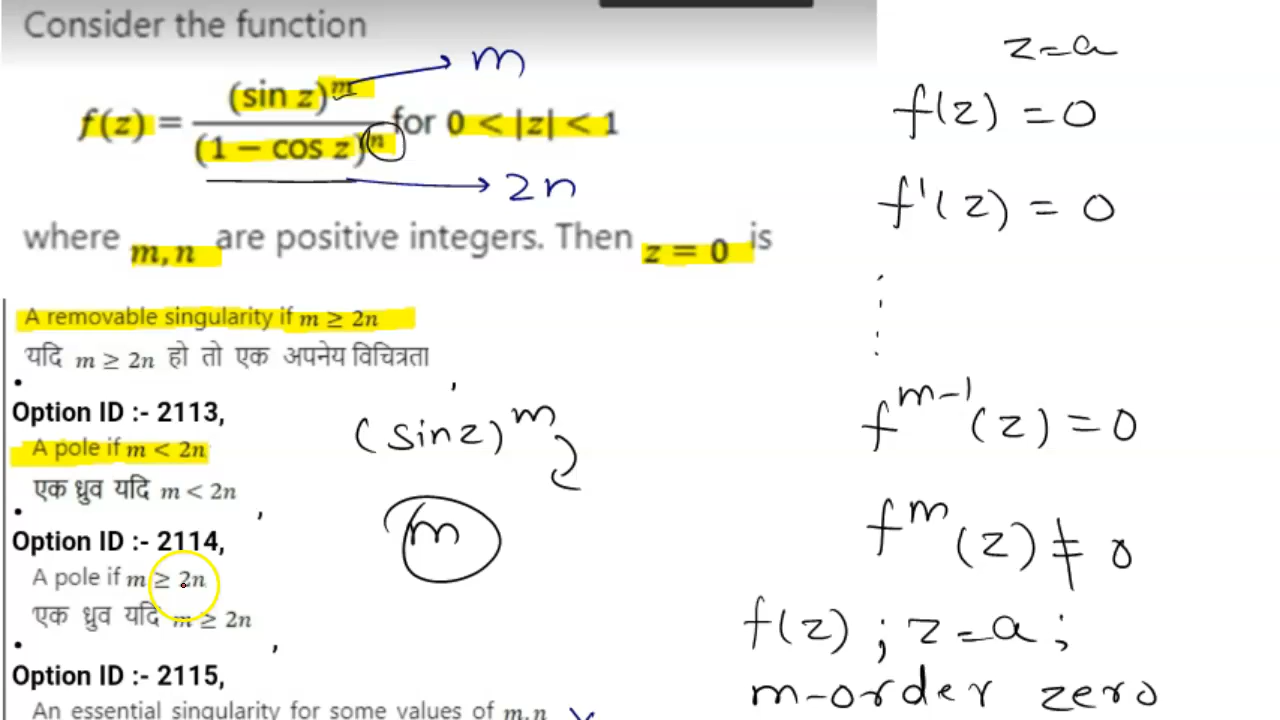 Consider the function
f(z) = (sin z)^m / (1 − cos z)^n for 0 < |z| < 1
m
2n
where m, n are positive integers. Then z = 0 is
A removable singularity if m ≥ 2n
यदि m ≥ 2n हो तो एक अपनेय विचित्रता
Option ID :- 2113,
A pole if m < 2n
एक ध्रुव यदि m < 2n
Option ID :- 2114,
A pole if m ≥ 2n
एक ध्रुव यदि m ≥ 2n
Option ID :- 2115,
An essential singularity for some values of m, n
(sin z)^m
m
z = a
f(z) = 0
f'(z) = 0
⋮
f^{m-1}(z) = 0
f^m(z) ≠ 0
f(z) ; z = a ;
m-order zero